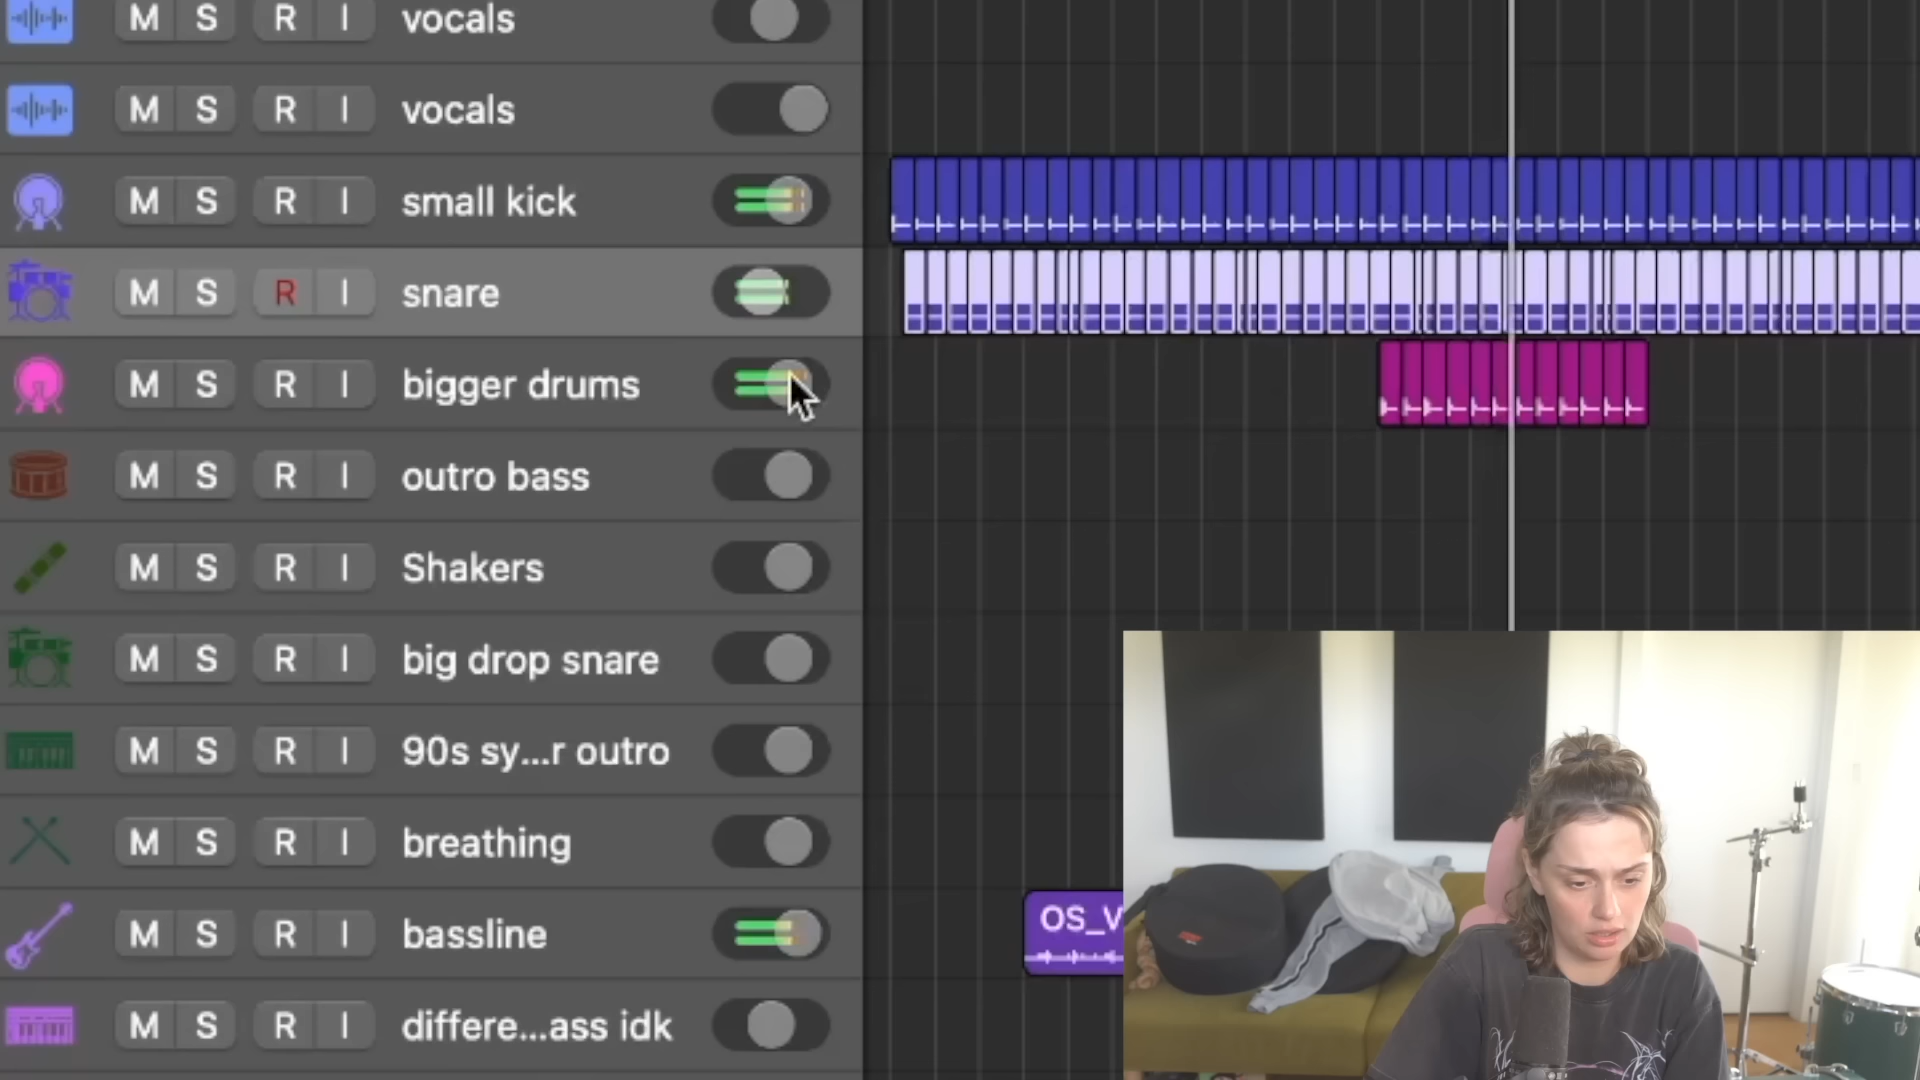 M S R I vocals
M S R I vocals
M S R I small kick
M S R I snare
M S R I bigger drums
M S R I outro bass
M S R I Shakers
M S R I big drop snare
M S R I 90s sy...r outro
M S R I breathing
M S R I bassline
OS_V
M S R I differe...ass idk